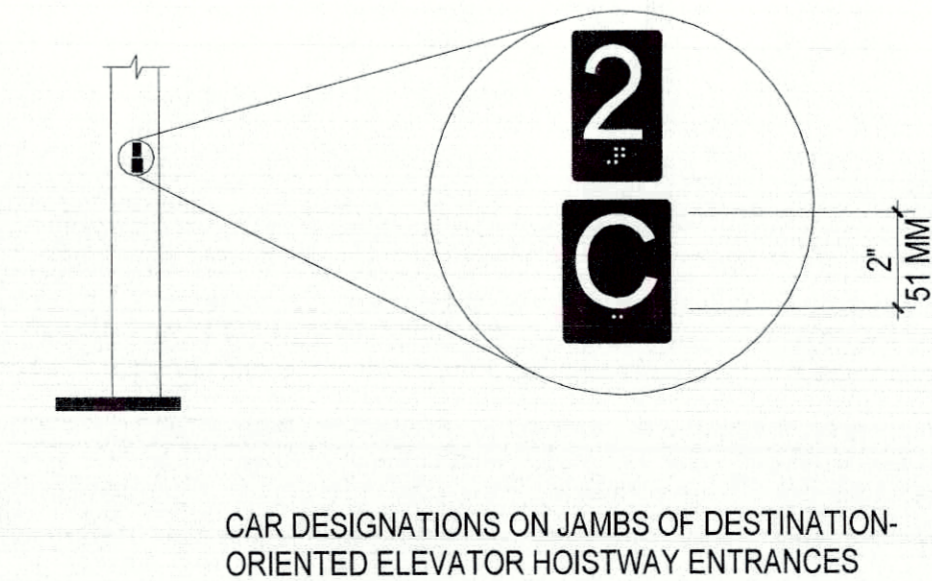 2
C
2"
51 MM
CAR DESIGNATIONS ON JAMBS OF DESTINATION-
ORIENTED ELEVATOR HOISTWAY ENTRANCES